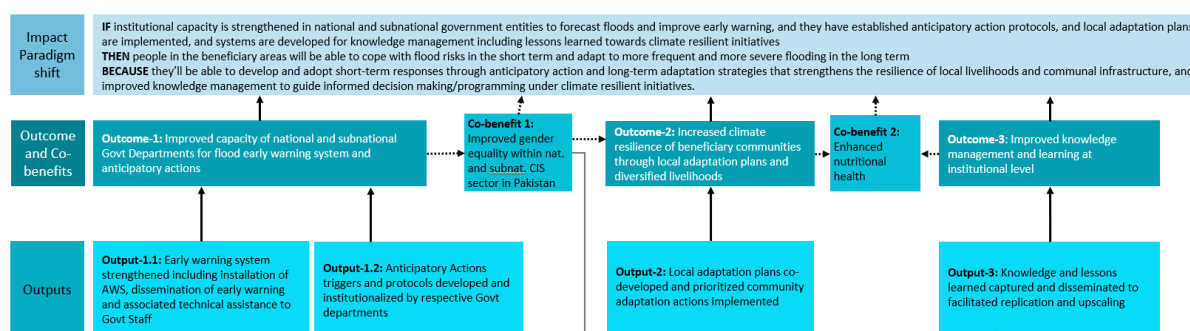 Impact
Paradigm
shift
IF institutional capacity is strengthened in national and subnational government entities to forecast floods and improve early warning, and they have established anticipatory action protocols, and local adaptation plans
are implemented, and systems are developed for knowledge management including lessons learned towards climate resilient initiatives
THEN people in the beneficiary areas will be able to cope with flood risks in the short term and adapt to more frequent and more severe flooding in the long term
BECAUSE they'll be able to develop and adopt short-term responses through anticipatory action and long-term adaptation strategies that strengthens the resilience of local livelihoods and communal infrastructure, and
improved knowledge management to guide informed decision making/programming under climate resilient initiatives.
Outcome
and Co-
benefits
Outcome-1: Improved capacity of national and subnational
Govt Departments for flood early warning system and
anticipatory actions
Co-benefit 1:
Improved gender
equality within nat.
and subnat. CIS
sector in Pakistan
Outcome-2: Increased climate
resilience of beneficiary communities
through local adaptation plans and
diversified livelihoods
Co-benefit 2:
Enhanced
nutritional
health
Outcome-3: Improved knowledge
management and learning at
institutional level
Outputs
Output-1.1: Early warning system
strengthened including installation of
AWS, dissemination of early warning
and associated technical assistance to
Govt Staff
Output-1.2: Anticipatory Actions
triggers and protocols developed and
institutionalized by respective Govt
departments
Output-2: Local adaptation plans co-
developed and prioritized community
adaptation actions implemented
Output-3: Knowledge and lessons
learned captured and disseminated to
facilitated replication and upscaling